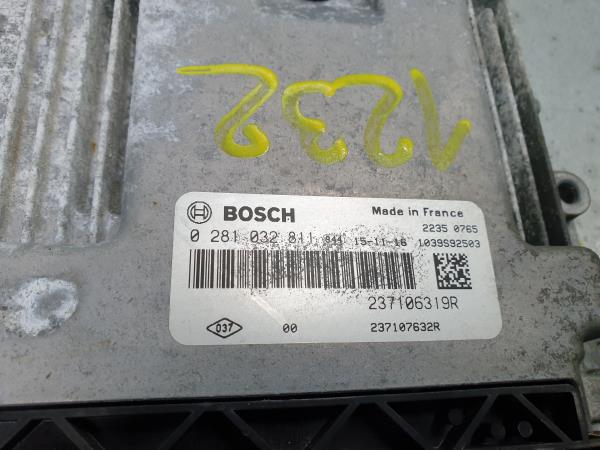 1232
BOSCH Made in France
2235 0765
0 281 032 811 15-11-16 1039S92503
237106319R
037 00 237107632R